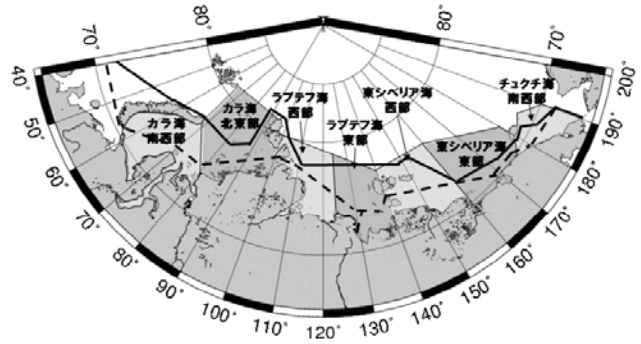 80°
80°
70°
70°
40°
200°
チュクチ海
南西部
東シベリア海
西部
ラプテフ海
西部
カラ海
北東部
カラ海
南西部
ラプテフ海
東部
東シベリア海
東部
50°
190°
60°
180°
70°
170°
80°
160°
90°
150°
100°
140°
110°
120°
130°